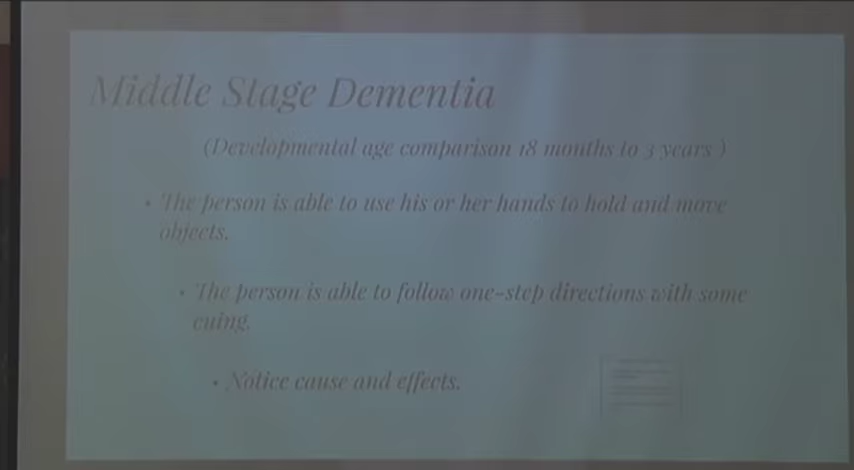 Middle Stage Dementia
(Developmental age comparison 18 months to 3 years )
• The person is able to use his or her hands to hold and move
objects.
• The person is able to follow one-step directions with some
cuing.
• Notice cause and effects.